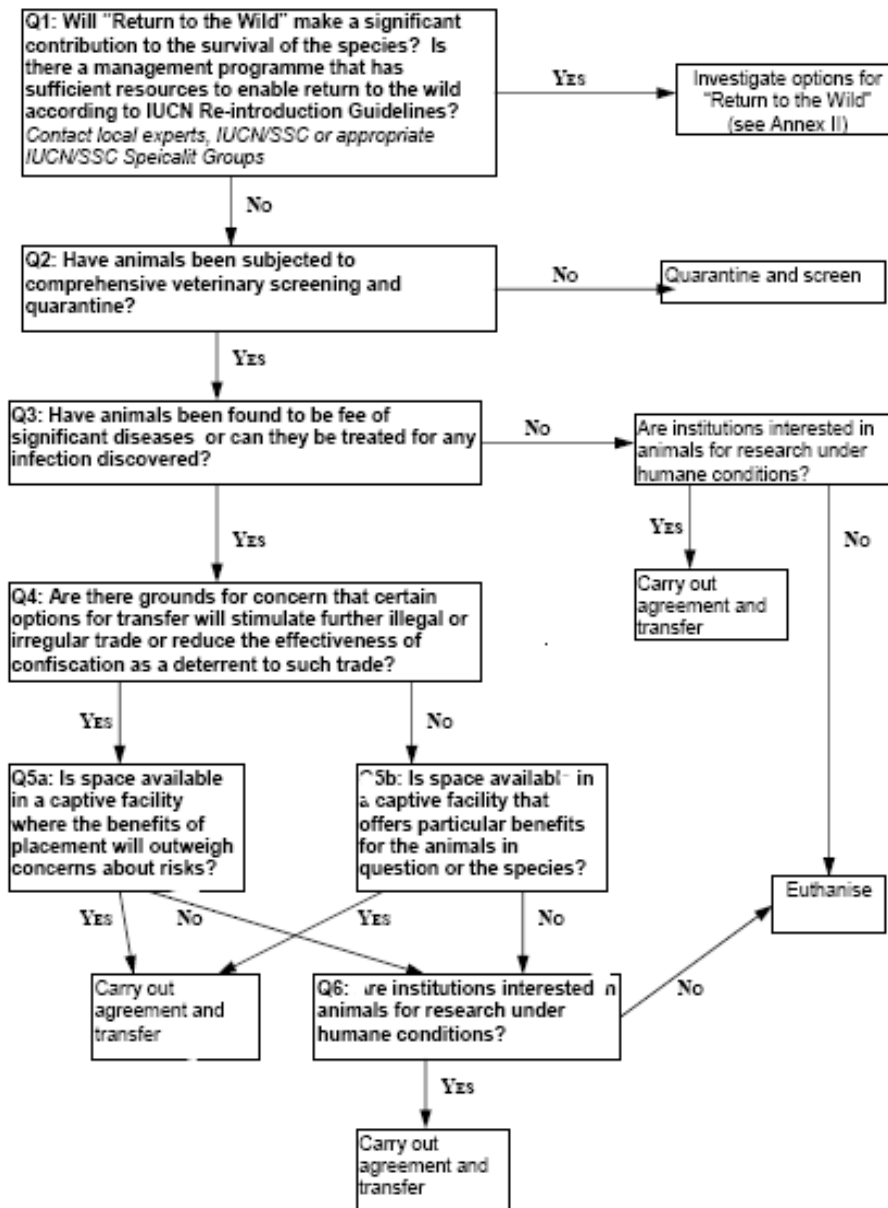 Q1: Will "Return to the Wild" make a significant
contribution to the survival of the species? Is
there a management programme that has
sufficient resources to enable return to the wild
according to IUCN Re-introduction Guidelines?
Contact local experts, IUCN/SSC or appropriate
IUCN/SSC Speicalit Groups
YES
Investigate options for
"Return to the Wild"
(see Annex II)
NO
Q2: Have animals been subjected to
comprehensive veterinary screening and
quarantine?
NO
Quarantine and screen
YES
Q3: Have animals been found to be fee of
significant diseases or can they be treated for any
infection discovered?
NO
Are institutions interested in
animals for research under
humane conditions?
YES
YES
NO
Carry out
agreement and
transfer
Q4: Are there grounds for concern that certain
options for transfer will stimulate further illegal or
irregular trade or reduce the effectiveness of
confiscation as a deterrent to such trade?
YES
NO
Q5a: Is space available
in a captive facility
where the benefits of
placement will outweigh
concerns about risks?
5b: Is space available in
a captive facility that
offers particular benefits
for the animals in
question or the species?
Euthanise
YES
NO
YES
NO
Carry out
agreement and
transfer
Q6: are institutions interested in
animals for research under
humane conditions?
NO
YES
Carry out
agreement and
transfer